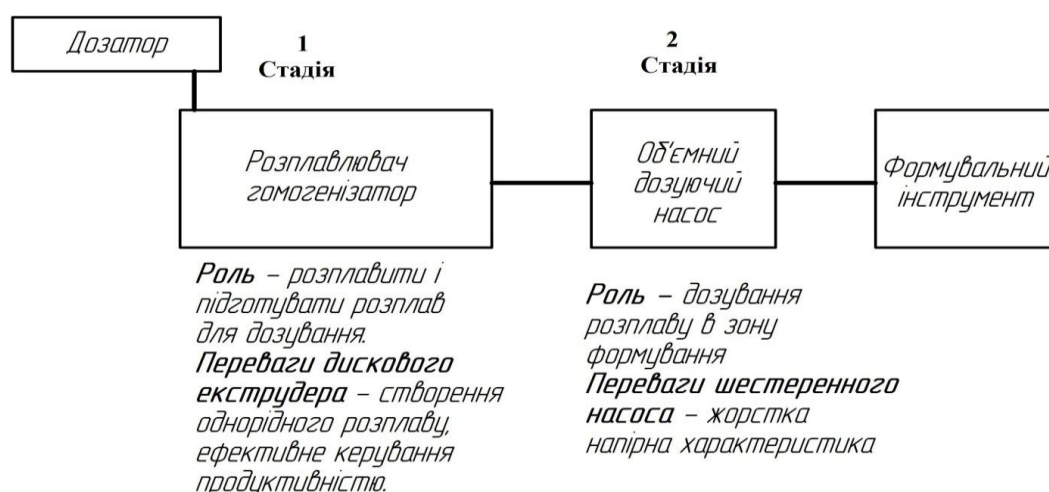 Дозатор
1
Стадія
2
Стадія
Розплавлювач
гомогенізатор
Об'ємний
дозуючий
насос
Формувальний
інструмент
Роль – розплавити і
підготувати розплав
для дозування.
Переваги дискового
екструдера – створення
однорідного розплаву,
ефективне керування
продиктивністю.
Роль – дозування
розплаву в зону
формування
Переваги шестеренного
насоса – жорстка
напірна характеристика